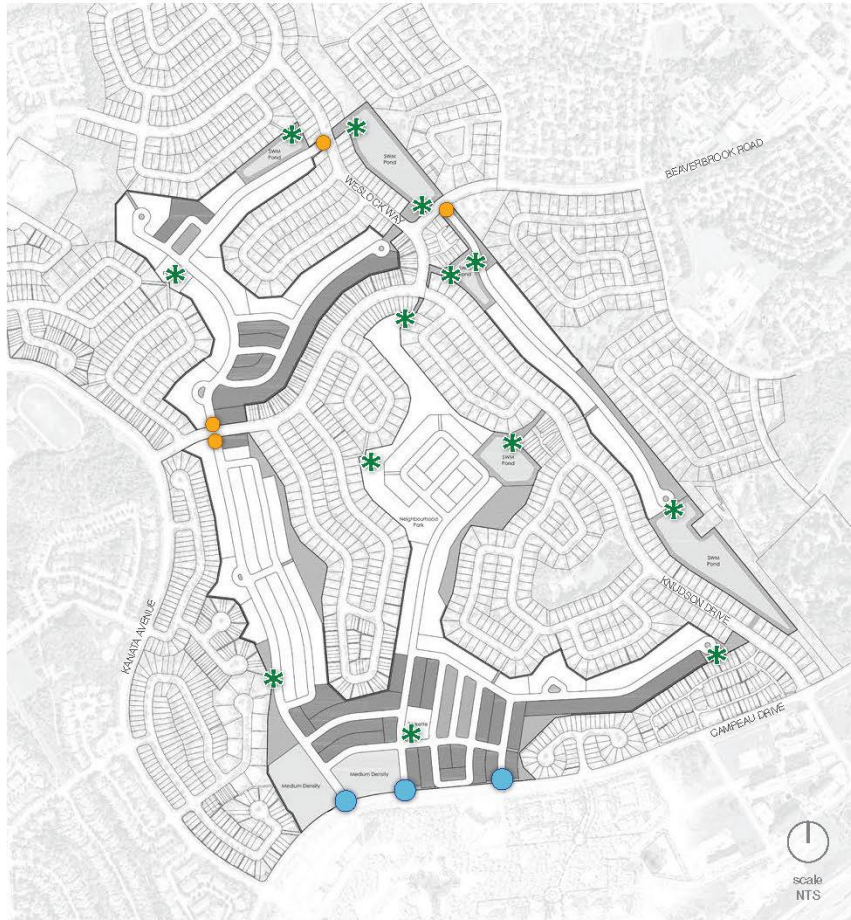 BEAVERBROOK ROAD
SWM
Pond
SWM
Pond
WESLOCK WAY
SWM
Pond
Neighbourhood
Park
SWM
Pond
KNUDSON DRIVE
KANATA AVENUE
CAMPEAU DRIVE
Medium Density
Medium Density
scale
NTS